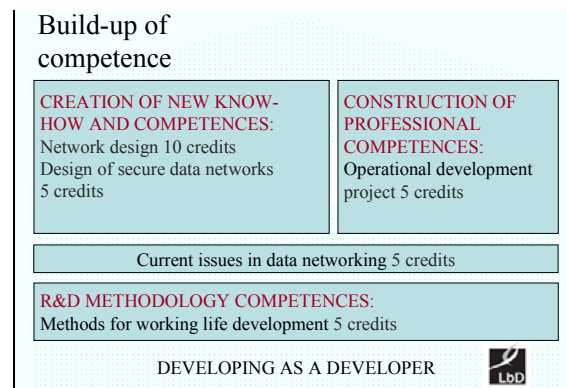 Build-up of
competence
CREATION OF NEW KNOW-
HOW AND COMPETENCES:
Network design 10 credits
Design of secure data networks
5 credits
CONSTRUCTION OF
PROFESSIONAL
COMPETENCES:
Operational development
project 5 credits
Current issues in data networking 5 credits
R&D METHODOLOGY COMPETENCES:
Methods for working life development 5 credits
DEVELOPING AS A DEVELOPER
LbD